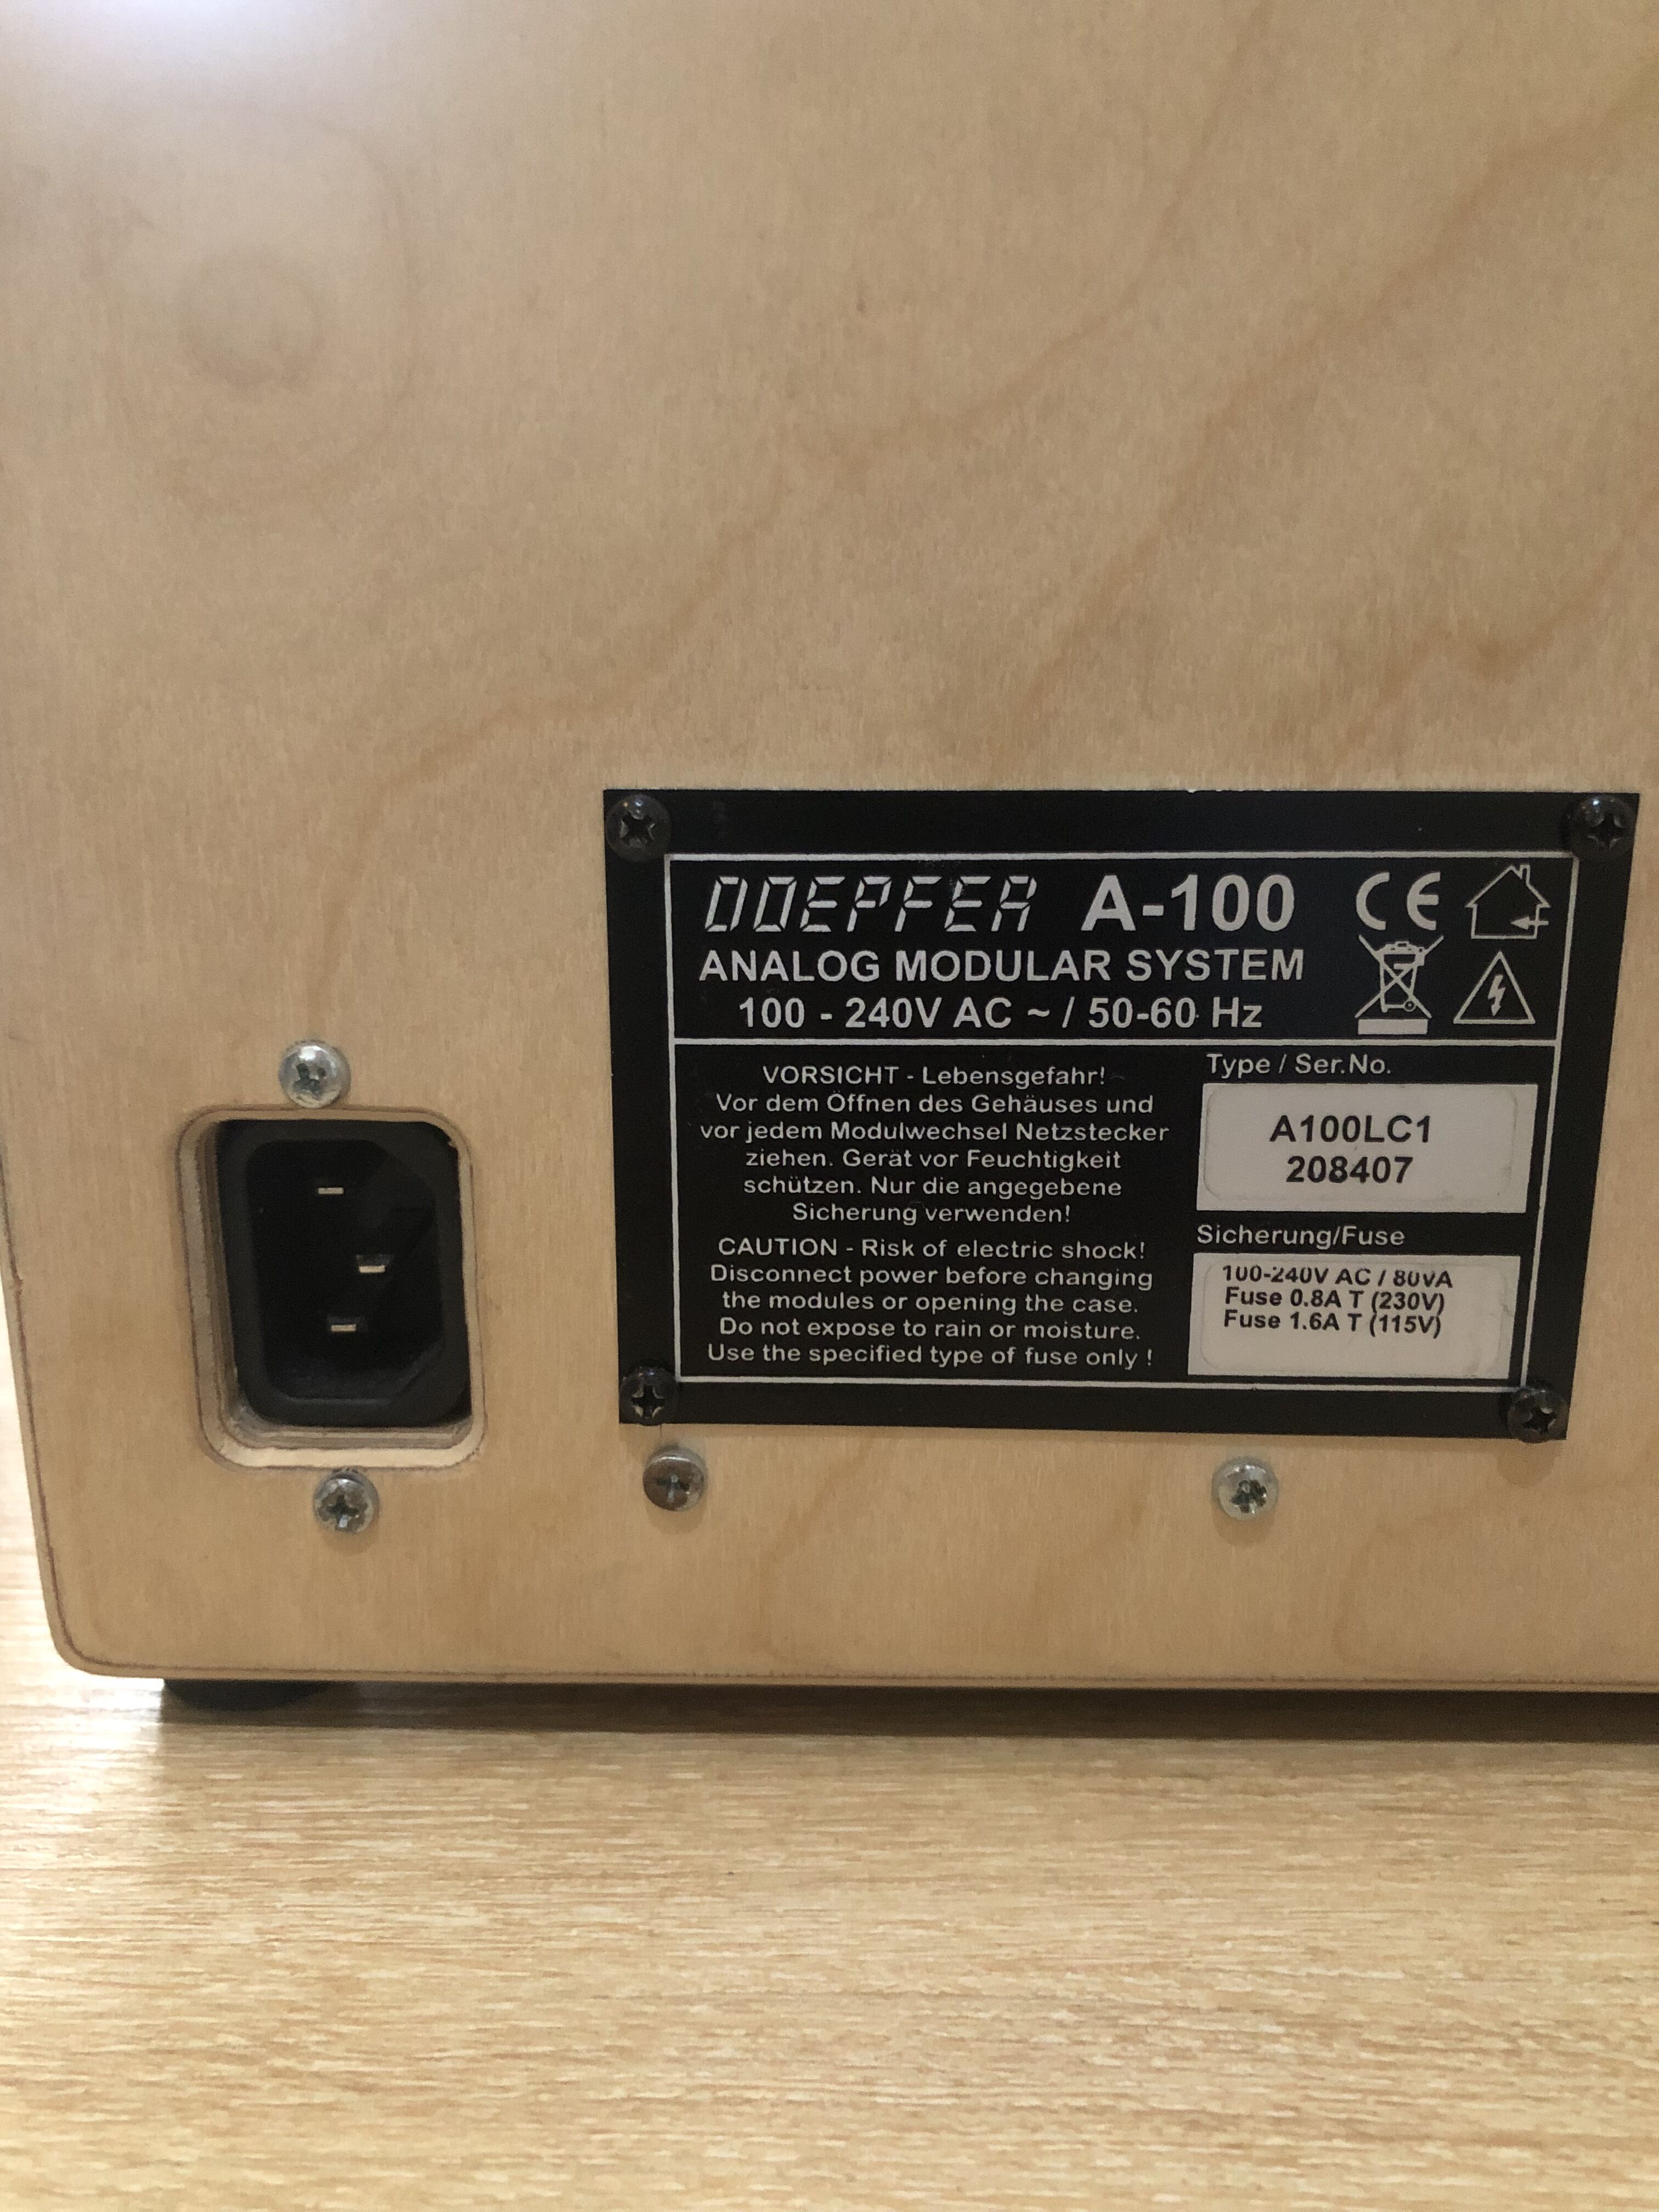 DOEPFER A-100 CE
ANALOG MODULAR SYSTEM
100 - 240V AC ~ / 50-60 Hz
VORSICHT - Lebensgefahr!
Vor dem Öffnen des Gehäuses und
vor jedem Modulwechsel Netzstecker
ziehen. Gerät vor Feuchtigkeit
schützen. Nur die angegebene
Sicherung verwenden!
CAUTION - Risk of electric shock!
Disconnect power before changing
the modules or opening the case.
Do not expose to rain or moisture.
Use the specified type of fuse only !
Type / Ser.No.
A100LC1
208407
Sicherung/Fuse
100-240V AC / 80VA
Fuse 0.8A T (230V)
Fuse 1.6A T (115V)